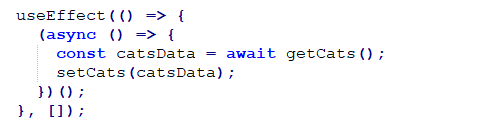 useEffect(() => {
  (async () => {
    const catsData = await getCats();
    setCats(catsData);
  })();
}, []);